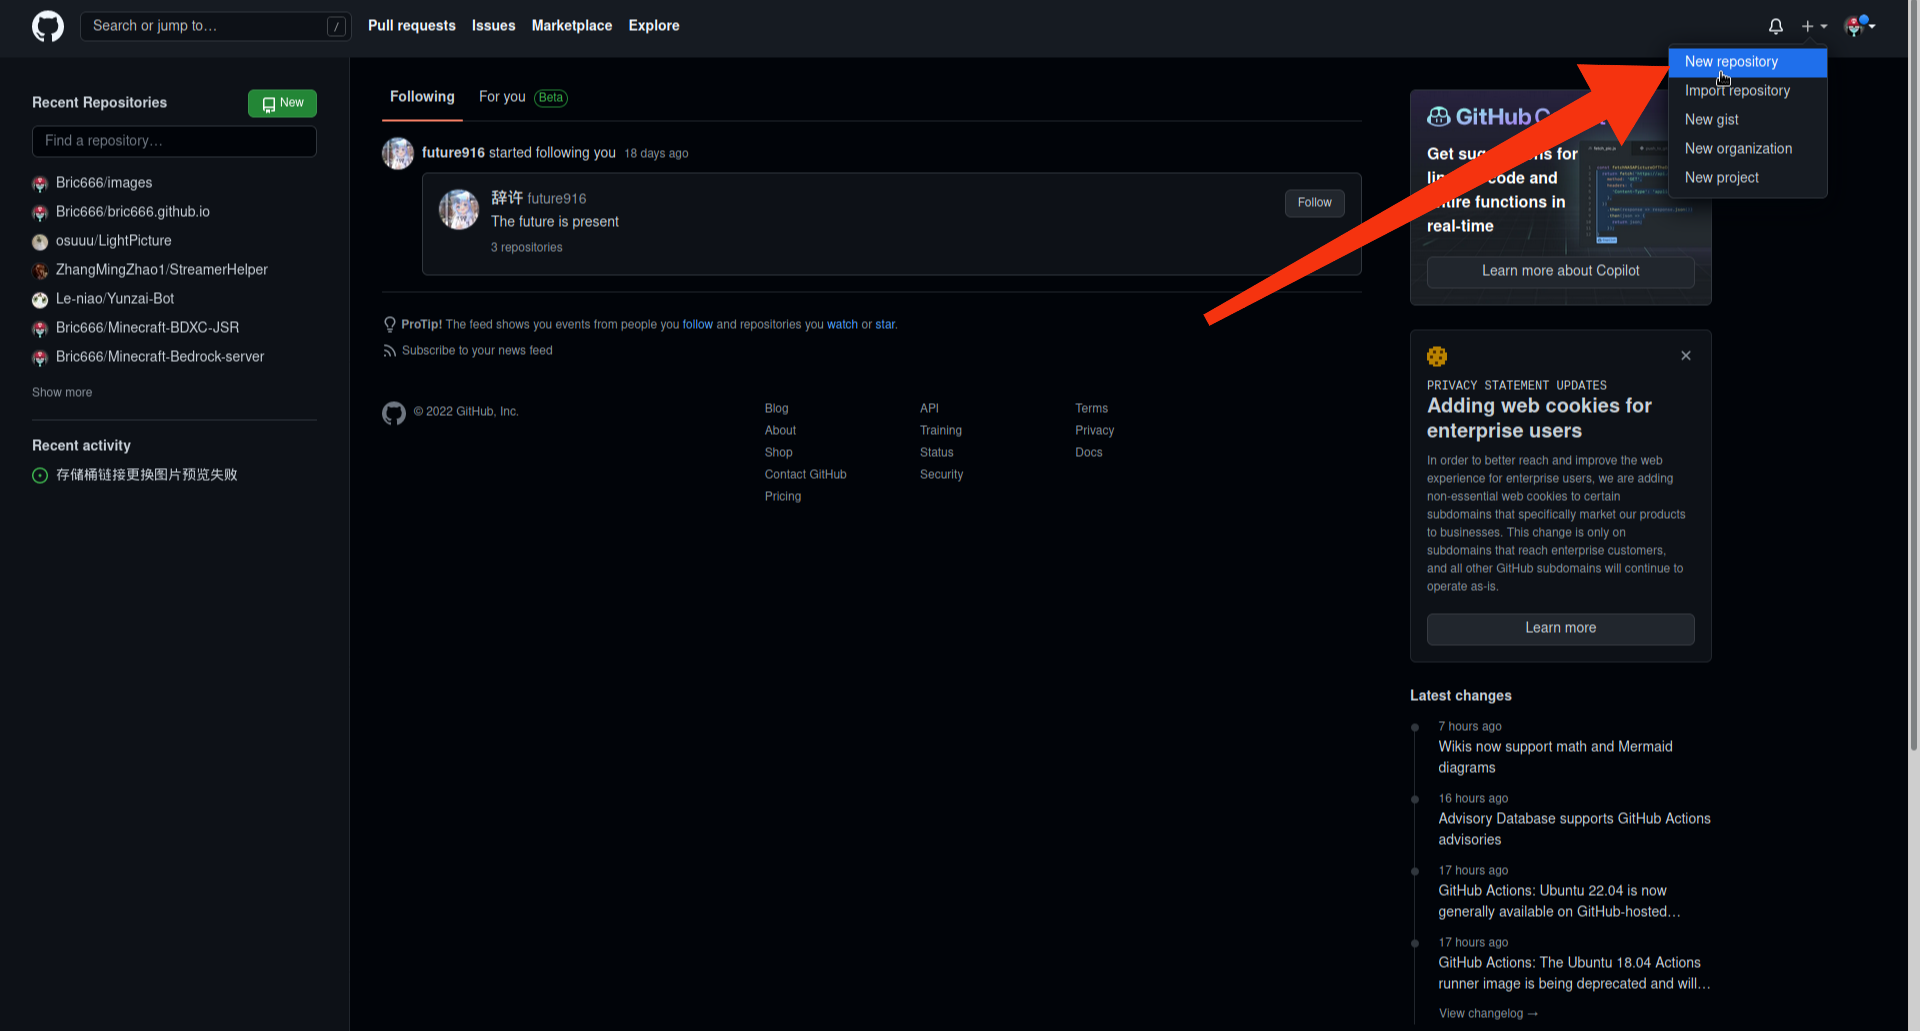 Search or jump to…
/
Pull requests
Issues
Marketplace
Explore
New repository
Import repository
New gist
New organization
New project
Recent Repositories
New
Find a repository…
Bric666/images
Bric666/bric666.github.io
osuuu/LightPicture
ZhangMingZhao1/StreamerHelper
Le-niao/Yunzai-Bot
Bric666/Minecraft-BDXC-JSR
Bric666/Minecraft-Bedrock-server
Show more
Recent activity
存储桶链接更换图片预览失败
Following
For you
Beta
future916 started following you 18 days ago
辞许 future916
The future is present
3 repositories
Follow
ProTip! The feed shows you events from people you follow and repositories you watch or star.
Subscribe to your news feed
© 2022 GitHub, Inc.
Blog
About
Shop
Contact GitHub
Pricing
API
Training
Status
Security
Terms
Privacy
Docs
GitHub
Get for
code and
functions in
real-time
Learn more about Copilot
PRIVACY STATEMENT UPDATES
Adding web cookies for
enterprise users
In order to better reach and improve the web
experience for enterprise users, we are adding
non-essential web cookies to certain
subdomains that specifically market our products
to businesses. This change is only on
subdomains that reach enterprise customers,
and all other GitHub subdomains will continue to
operate as-is.
Learn more
Latest changes
7 hours ago
Wikis now support math and Mermaid
diagrams
16 hours ago
Advisory Database supports GitHub Actions
advisories
17 hours ago
GitHub Actions: Ubuntu 22.04 is now
generally available on GitHub-hosted…
17 hours ago
GitHub Actions: The Ubuntu 18.04 Actions
runner image is being deprecated and will…
View changelog →